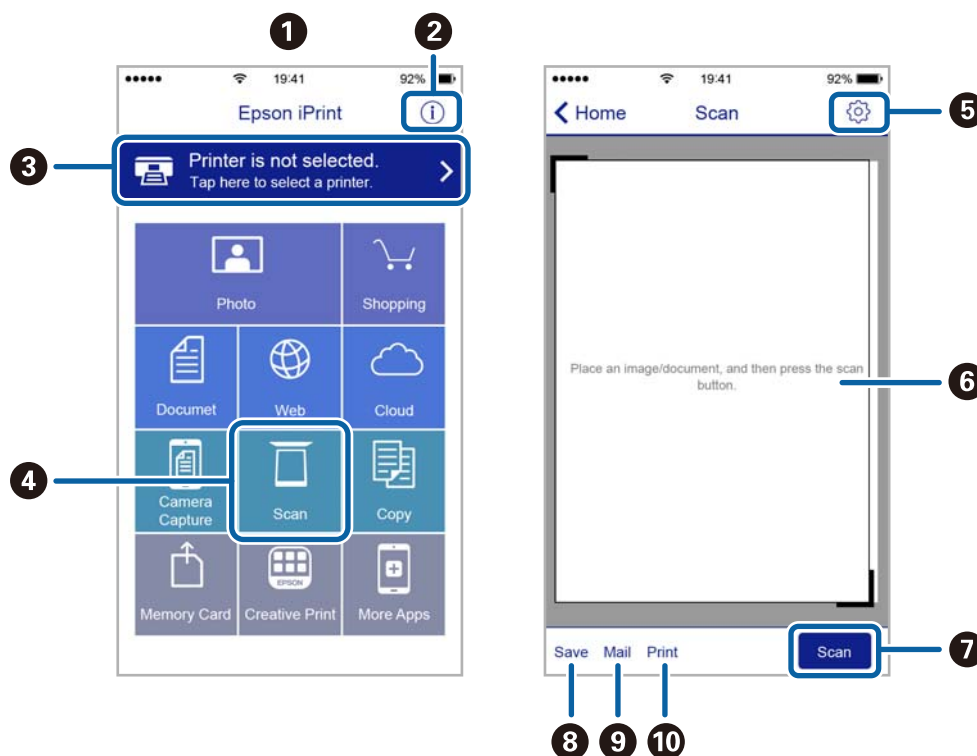 1 2
19:41 92%
Epson iPrint
3
Printer is not selected.
Tap here to select a printer.
Photo Shopping
Documet Web Cloud
4
Camera
Capture
Scan Copy
EPSON
Memory Card Creative Print More Apps
19:41 92%
Home Scan
5
Place an image/document, and then press the scan
button.
6
Save Mail Print Scan
7
8 9 10